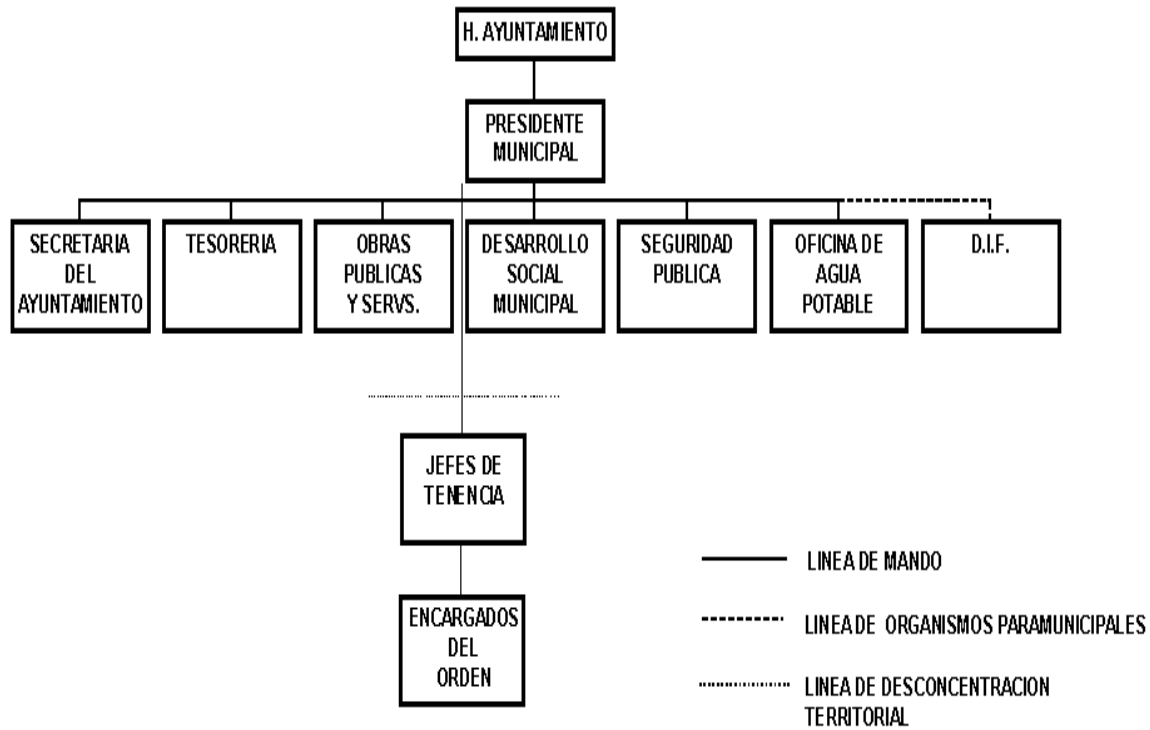 H. AYUNTAMIENTO
PRESIDENTE
MUNICIPAL
SECRETARIA
DEL
AYUNTAMIENTO
TESORERIA
OBRAS
PUBLICAS
Y SERVS.
DESARROLLO
SOCIAL
MUNICIPAL
SEGURIDAD
PUBLICA
OFICINA DE
AGUA
POTABLE
D.I.F.
JEFES DE
TENENCIA
ENCARGADOS
DEL
ORDEN
LINEA DE MANDO
LINEA DE ORGANISMOS PARAMUNICIPALES
LINEA DE DESCONCENTRACION
TERRITORIAL